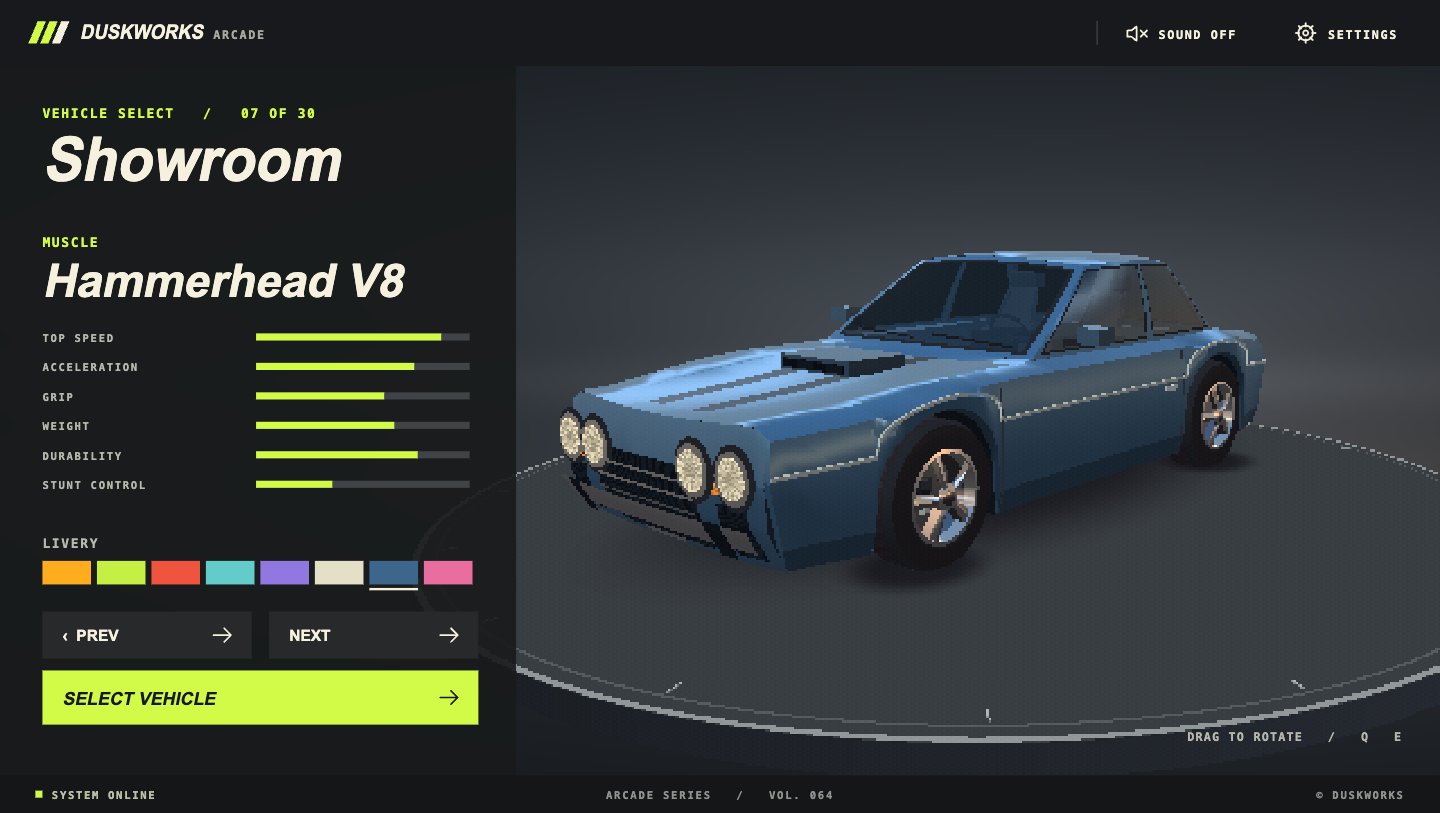 DUSKWORKS ARCADE
SOUND OFF
SETTINGS
VEHICLE SELECT / 07 OF 30
Showroom
MUSCLE
Hammerhead V8
TOP SPEED
ACCELERATION
GRIP
WEIGHT
DURABILITY
STUNT CONTROL
LIVERY
‹ PREV
NEXT
SELECT VEHICLE
DRAG TO ROTATE / Q E
SYSTEM ONLINE
ARCADE SERIES / VOL. 064
© DUSKWORKS